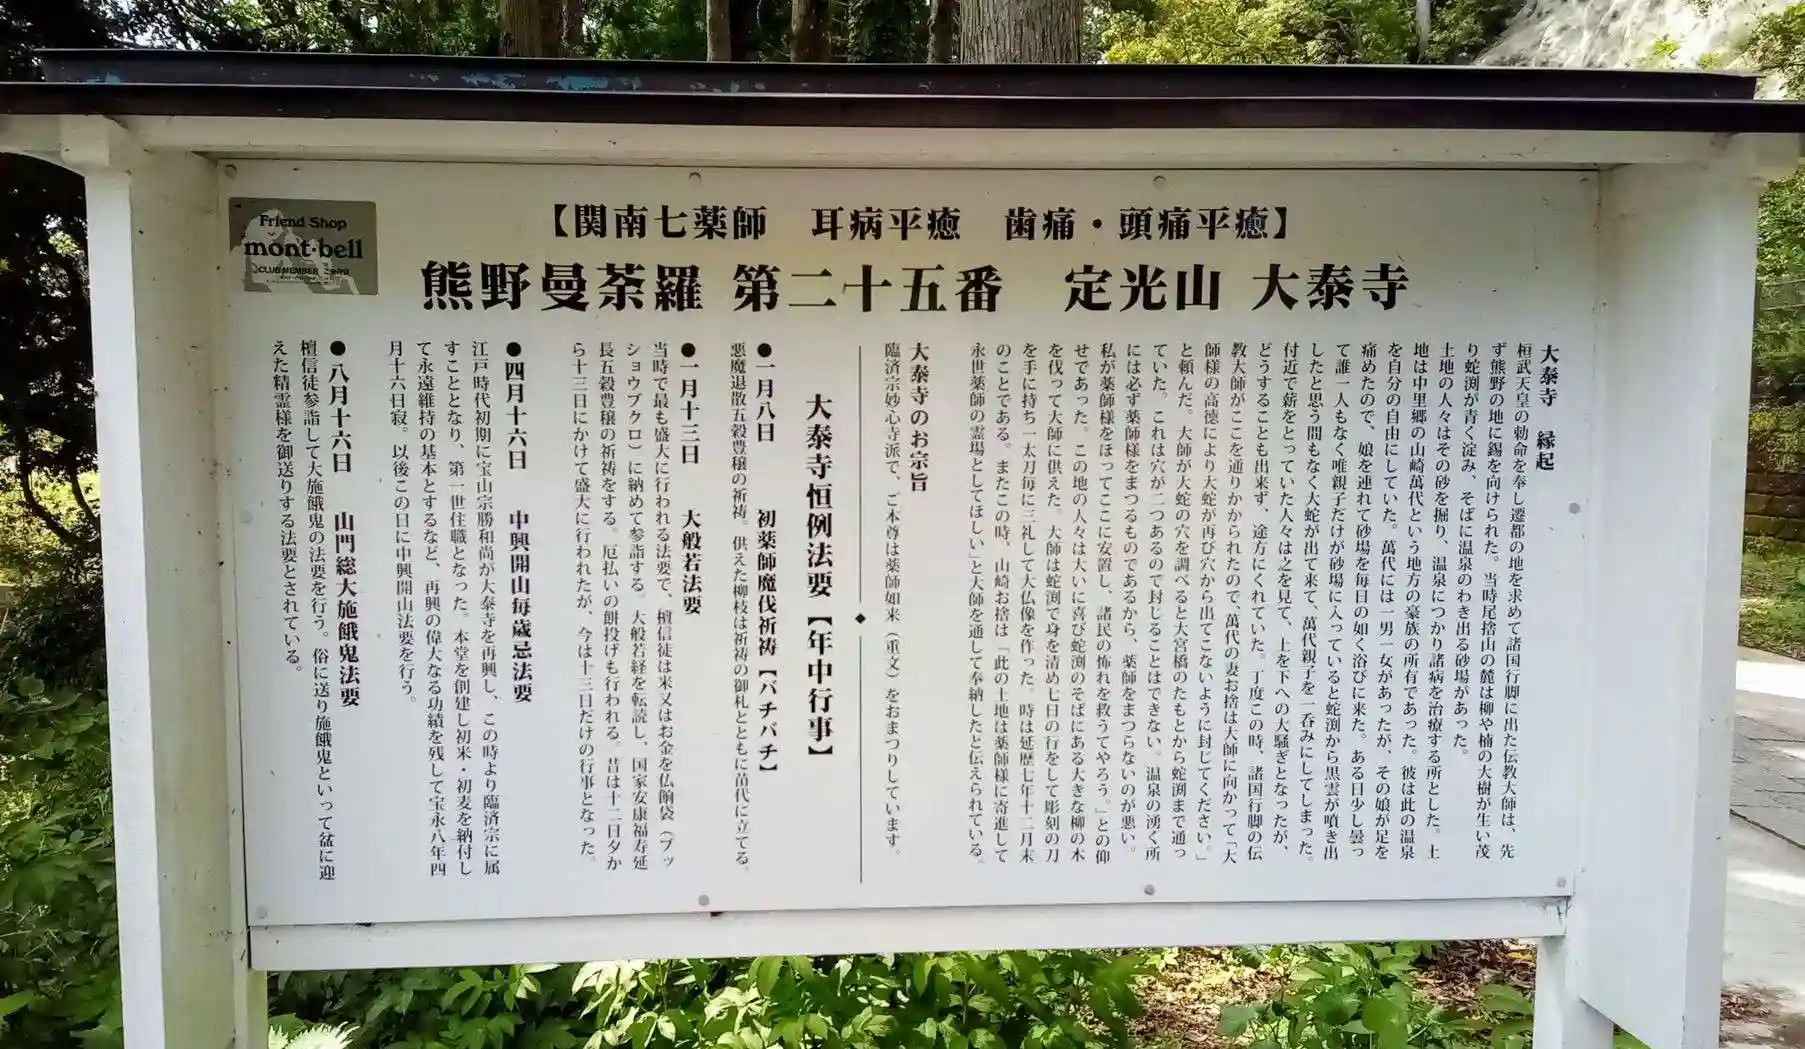 【関南七薬師　耳病平癒　歯痛・頭痛平癒】
熊野曼荼羅 第二十五番　定光山 大泰寺
Friend Shop
mont-bell
CLUB MEMBER
大泰寺　縁起
桓武天皇の勅命を奉し遷都の地を求めて諸国行脚に出た伝教大師は、先
ず熊野の地に錫を向けられた。当時尾捨山の麓は柳や楠の大樹が生い茂
り蛇渕が青く淀み、そばに温泉のわき出る砂場があった。
土地の人々はその砂を掘り、温泉につかり諸病を治療する所とした。土
地は中里郷の山崎萬代という地方の豪族の所有であった。彼は此の温泉
を自分の自由にしていた。萬代には一男一女があったが、その娘が足を
痛めたので、娘を連れて砂場を毎日の如く浴びに来た。ある日少し曇っ
て誰一人もなく唯親子だけが砂場に入っていると蛇渕から黒雲が噴き出
したと思う間もなく大蛇が出て来て、萬代親子を一呑みにしてしまった。
付近で薪をとっていた人々は之を見て、上を下への大騒ぎとなったが、
どうすることも出来ず、途方にくれていた。丁度この時、諸国行脚の伝
教大師がここを通りかかられたので、萬代の妻お捨は大師に向かって「大
師様の高徳により大蛇が再び穴から出てこないように封じてください。」
と頼んだ。大師が大蛇の穴を調べると大宮橋のたもとから蛇渕まで通っ
ていた。これは穴が二つあるので封じることはできない。温泉の湧く所
には必ず薬師様をまつるものであるから、薬師をまつらないのが悪い。
私が薬師様をほってここに安置し、諸民の怖れを救うてやろう。」との仰
せであった。この地の人々は大いに喜び蛇渕のそばにある大きな柳の木
を伐って大師に供えた。大師は蛇渕で身を清め七日の行をして彫刻の刀
を手に持ち一太刀毎に三礼して大仏像を作った。時は延歴七年十二月末
のことである。またこの時、山崎お捨は「此の土地は薬師様に寄進して
永世薬師の霊場としてほしい」と大師を通して奉納したと伝えられている。
大泰寺のお宗旨
臨済宗妙心寺派で、ご本尊は薬師如来（重文）をおまつりしています。
大泰寺恒例法要【年中行事】
●一月八日　初薬師魔伐祈祷【バチバチ】
悪魔退散五穀豊穣の祈祷。供えた柳枝は祈祷の御札とともに苗代に立てる。
●一月十三日　大般若法要
当時で最も盛大に行われる法要で、檀信徒は米又はお金を仏餉袋（ブッ
ショウブクロ）に納めて参詣する。大般若経を転読し、国家安康福寿延
長五穀豊穣の祈祷をする。厄払いの餅投げも行われる。昔は十二日夕か
ら十三日にかけて盛大に行われたが、今は十三日だけの行事となった。
●四月十六日　中興開山毎歳忌法要
江戸時代初期に宝山宗勝和尚が大泰寺を再興し、この時より臨済宗に属
すこととなり、第一世住職となった。本堂を創建し初米・初麦を納付し
て永遠維持の基本とするなど、再興の偉大なる功績を残して宝永八年四
月十六日寂。以後この日に中興開山法要を行う。
●八月十六日　山門総大施餓鬼法要
檀信徒参詣して大施餓鬼の法要を行う。俗に送り施餓鬼といって盆に迎
えた精霊様を御送りする法要とされている。